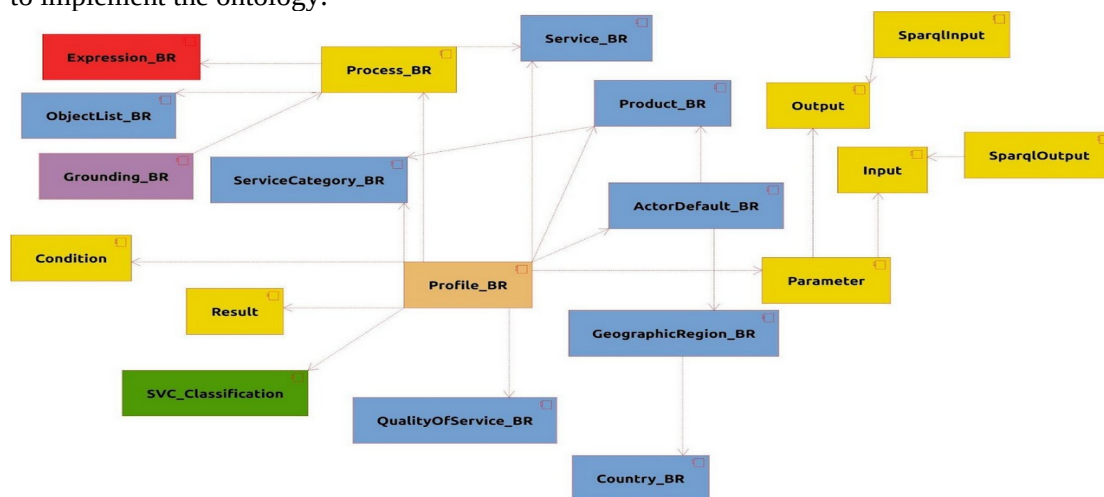 to implement the ontology.
Service_BR
SparqlInput
Expression_BR
Process_BR
Product_BR
Output
ObjectList_BR
SparqlOutput
Input
Grounding_BR
ServiceCategory_BR
ActorDefault_BR
Condition
Profile_BR
Parameter
Result
GeographicRegion_BR
SVC_Classification
QualityOfService_BR
Country_BR